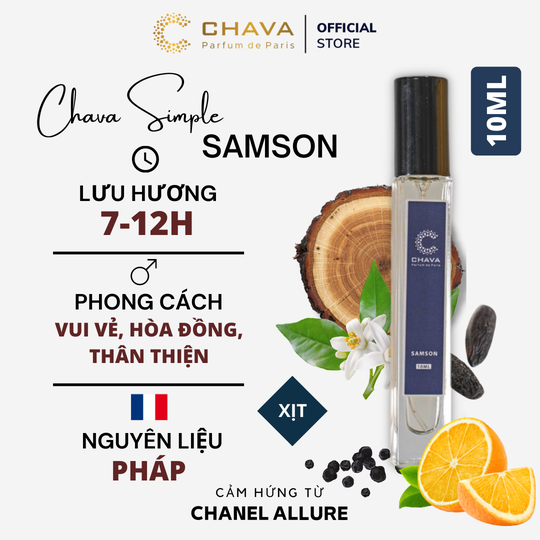 CHAVA
Parfum de Paris
OFFICIAL
STORE
10ML
Chava Simple
SAMSON
LƯU HƯƠNG
7-12H
PHONG CÁCH
VUI VẺ, HÒA ĐỒNG,
THÂN THIỆN
NGUYÊN LIỆU
PHÁP
CHAVA
Parfum de Paris
SAMSON
10ML
XỊT
CẢM HỨNG TỪ
CHANEL ALLURE